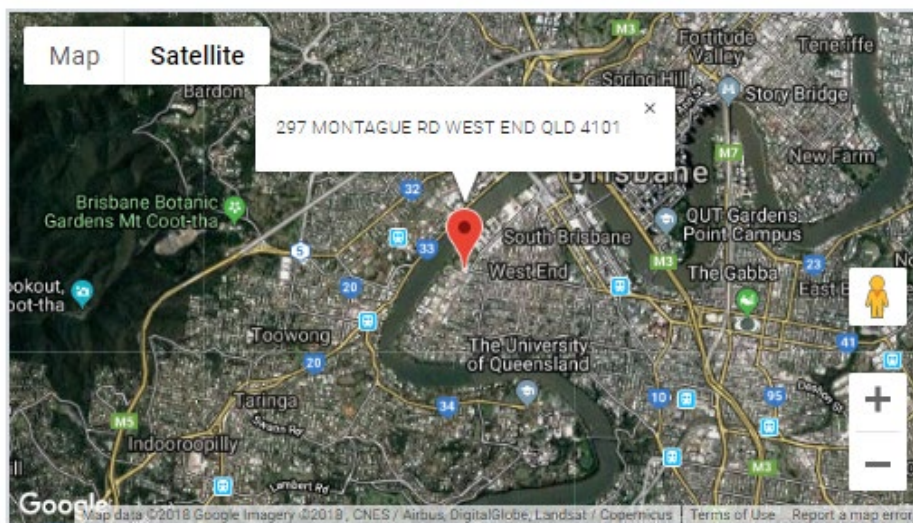 Map
Satellite
Bardon
M3
Fortitude
Valley
Teneriffe
Spring Hill
Story Bridge
×
297 MONTAGUE RD WEST END QLD 4101
M7
New Farm
Brisbane
32
Brisbane Botanic
Gardens Mt Coot-tha
QUT Gardens
Point Campus
33
South Brisbane
5
M3
West End
The Gabba
23
ookout,
oot-tha
20
East
Toowong
The University
of Queensland
41
20
34
10
95
Taringa
Swann Rd
M5
Indooroopilly
M3
Lambert Rd
Google
Map data ©2018 Google Imagery ©2018 , CNES / Airbus, DigitalGlobe, Landsat / Copernicus
Terms of Use
Report a map error